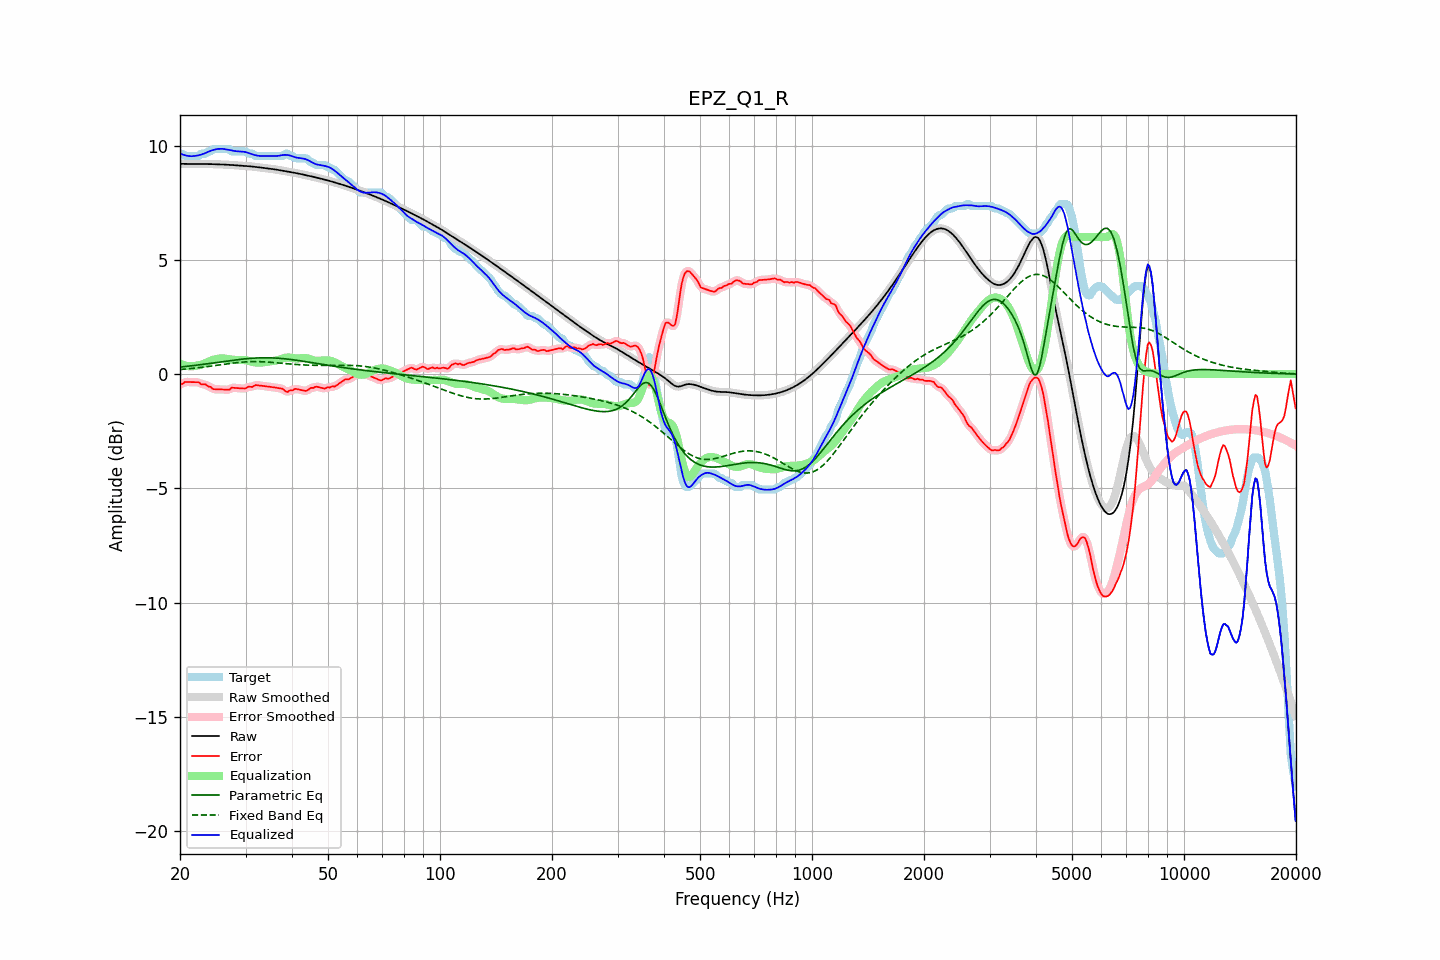 EPZ_Q1_R
Amplitude (dBr)
10
5
0
−5
−10
−15
−20
Target
Raw Smoothed
Error Smoothed
Raw
Error
Equalization
Parametric Eq
Fixed Band Eq
Equalized
20
50
100
200
500
1000
2000
5000
10000
20000
Frequency (Hz)